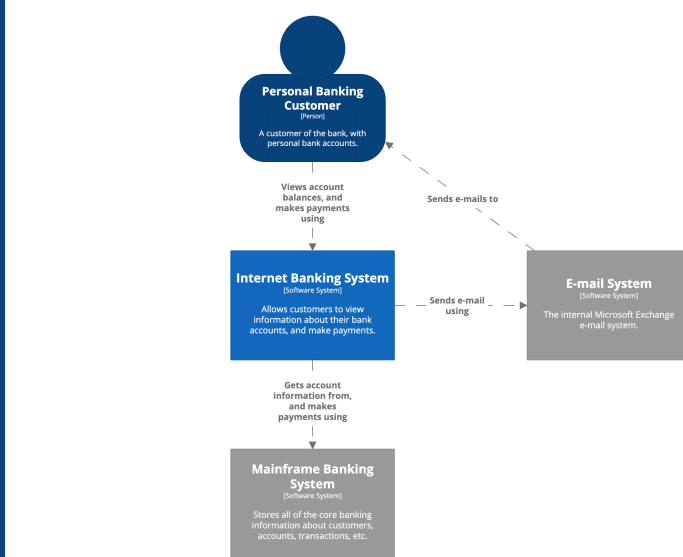 Personal Banking
Customer
[Person]
A customer of the bank, with
personal bank accounts.
Views account
balances, and
makes payments
using
Sends e-mails to
Internet Banking System
[Software System]
Allows customers to view
information about their bank
accounts, and make payments.
Sends e-mail
using
E-mail System
[Software System]
The internal Microsoft Exchange
e-mail system.
Gets account
information from,
and makes
payments using
Mainframe Banking
System
[Software System]
Stores all of the core banking
information about customers,
accounts, transactions, etc.